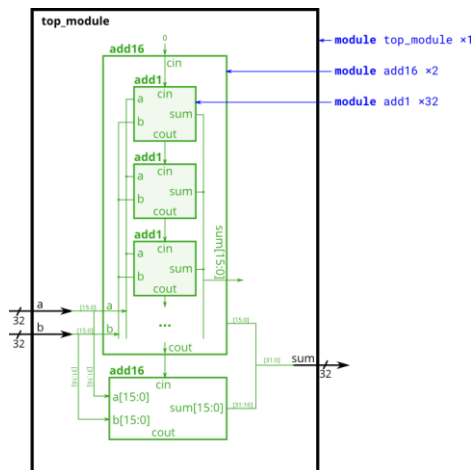 top_module
0
module top_module ×1
add16
cin
module add16 ×2
add1
cin
a
module add1 ×32
b
sum
cout
add1
cin
a
b
sum
cout
add1
cin
a
sum
b
cout
sum[15:0]
a
[15:0]
a
32
...
[15:0]
b
[15:0]
b
32
cout
[31:0]
sum
32
add16
[31:16]
[31:16]
cin
a[15:0]
sum[15:0]
[31:16]
b[15:0]
cout